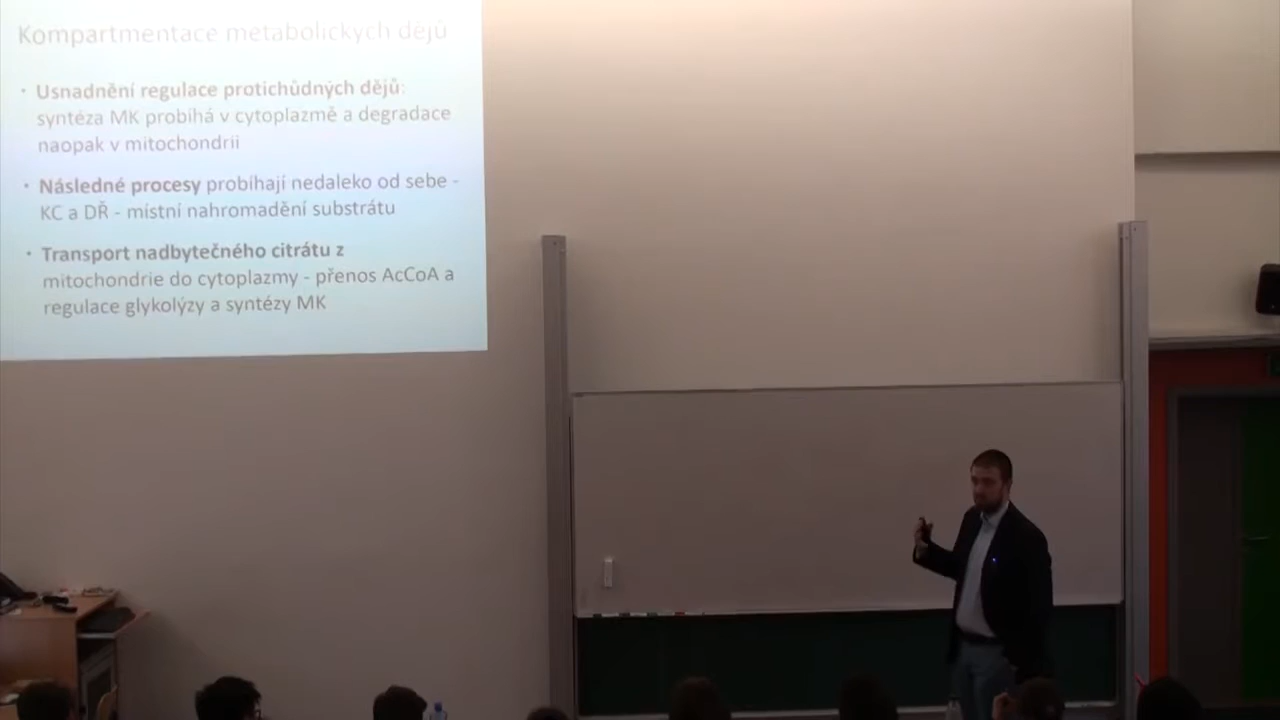 Kompartmentace metabolických dějů
• Usnadnění regulace protichůdných dějů:
syntéza MK probíhá v cytoplazmě a degradace
naopak v mitochondrii
• Následné procesy probíhají nedaleko od sebe -
KC a DŘ - místní nahromadění substrátu
• Transport nadbytečného citrátu z
mitochondrie do cytoplazmy - přenos AcCoA a
regulace glykolýzy a syntézy MK